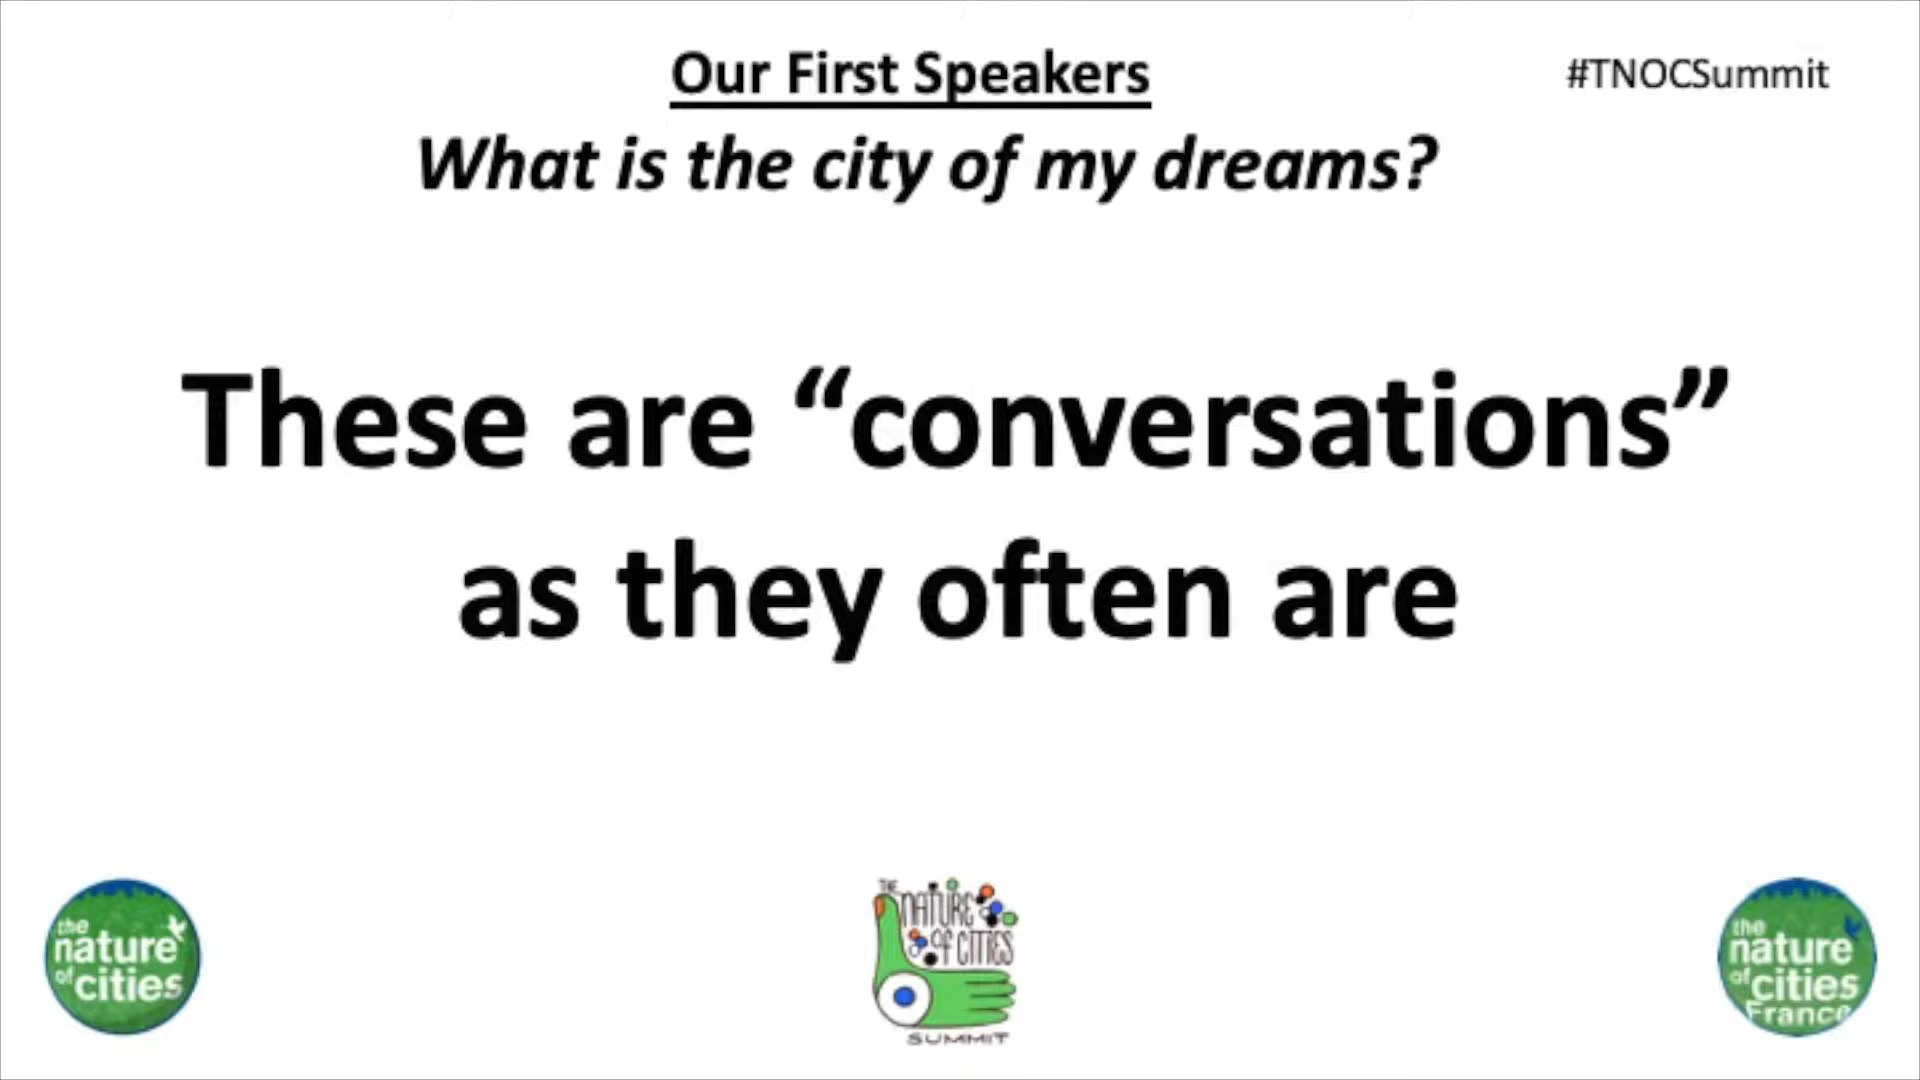 Our First Speakers
#TNOCSummit
What is the city of my dreams?
These are “conversations”
as they often are
the
nature
of cities
THE
NATURE
OF CITIES
SUMMIT
the
nature
of cities
France